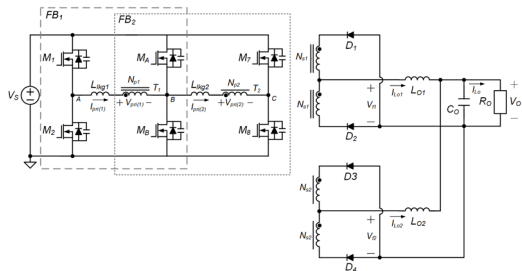 FB1
FB2
M1
MA
M7
Llkg1
Np1
T1
Llkg2
Np2
T2
VS
A
B
C
Ipri(1)
+ Vpri(1) −
Ipri(2)
+ Vpri(2) −
M2
MB
M8
D1
Ns1
LO1
ILo
+
ILo1
Vf1
CO
RO
VO
Ns1
−
D2
D3
Ns2
LO2
+
ILo2
Vf2
Ns2
−
D4